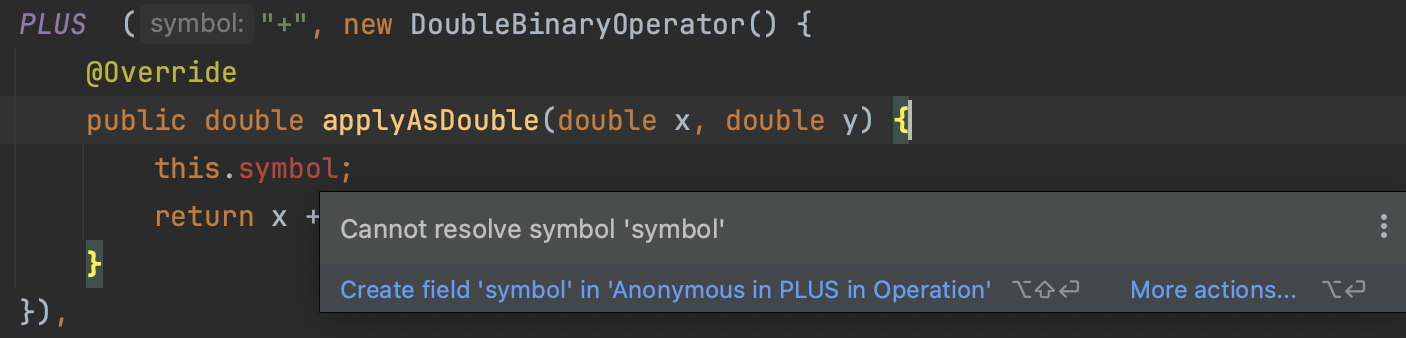 PLUS (symbol: "+", new DoubleBinaryOperator() {
@Override
public double applyAsDouble(double x, double y) {
this.symbol;
return x +
Cannot resolve symbol 'symbol'
}
Create field 'symbol' in 'Anonymous in PLUS in Operation' ⌥⇧⏎ More actions... ⌥⏎
}),